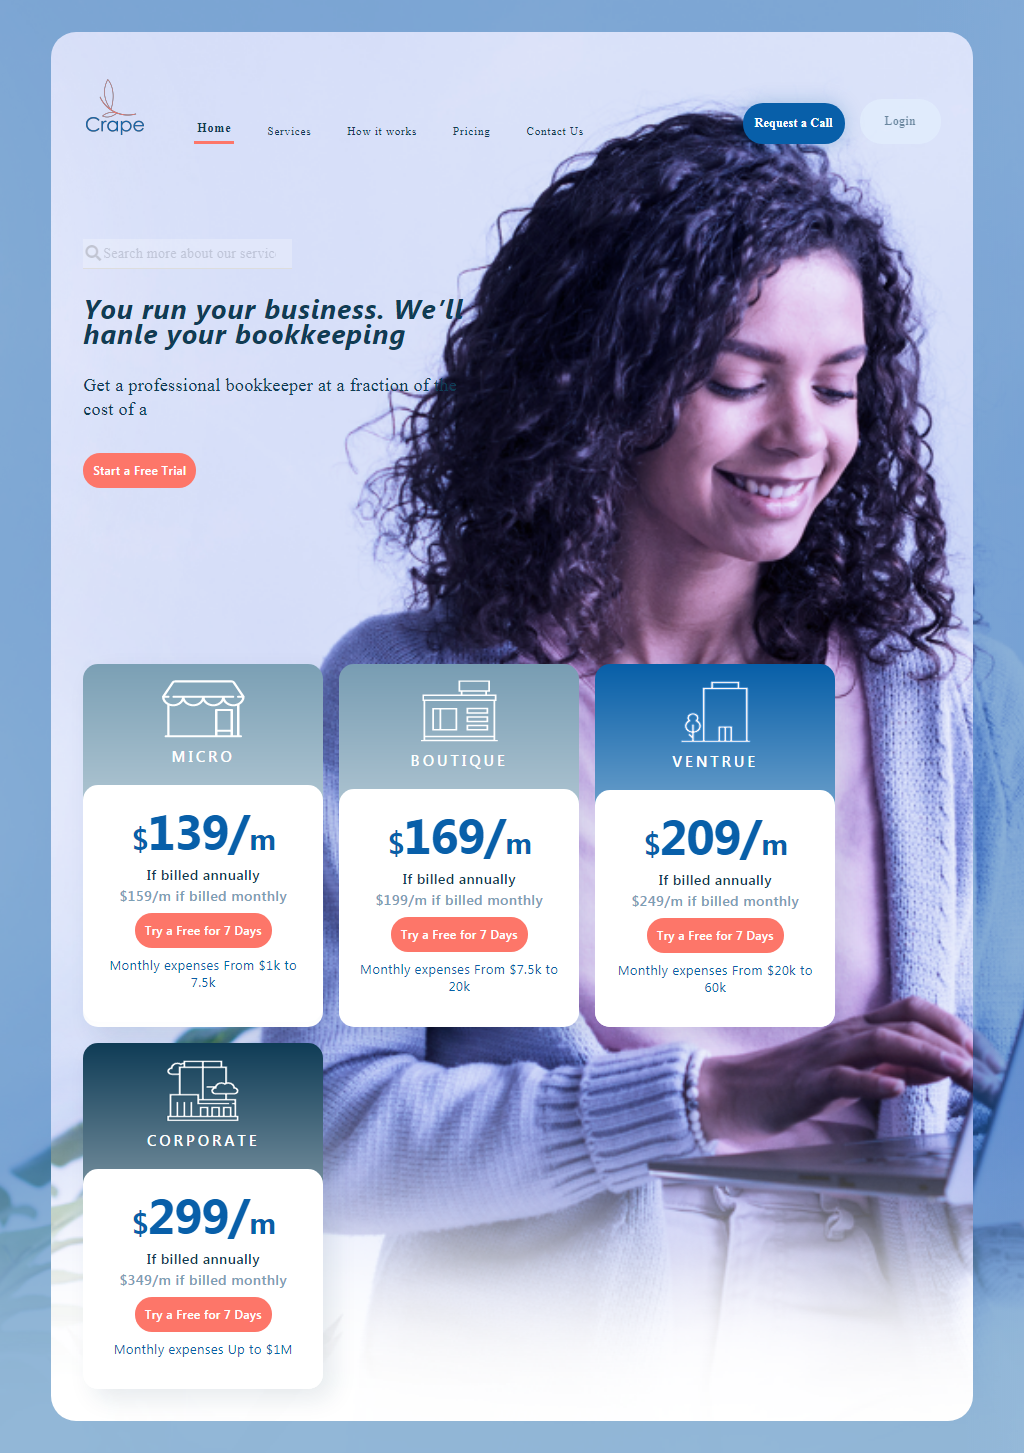 Crape
Home Services How it works Pricing Contact Us Request a Call Login
Search more about our servic
You run your business. We'll
hanle your bookkeeping
Get a professional bookkeeper at a fraction of the
cost of a
Start a Free Trial
MICRO
$139/m
If billed annually
$159/m if billed monthly
Try a Free for 7 Days
Monthly expenses From $1k to
7.5k
BOUTIQUE
$169/m
If billed annually
$199/m if billed monthly
Try a Free for 7 Days
Monthly expenses From $7.5k to
20k
VENTRUE
$209/m
If billed annually
$249/m if billed monthly
Try a Free for 7 Days
Monthly expenses From $20k to
60k
CORPORATE
$299/m
If billed annually
$349/m if billed monthly
Try a Free for 7 Days
Monthly expenses Up to $1M